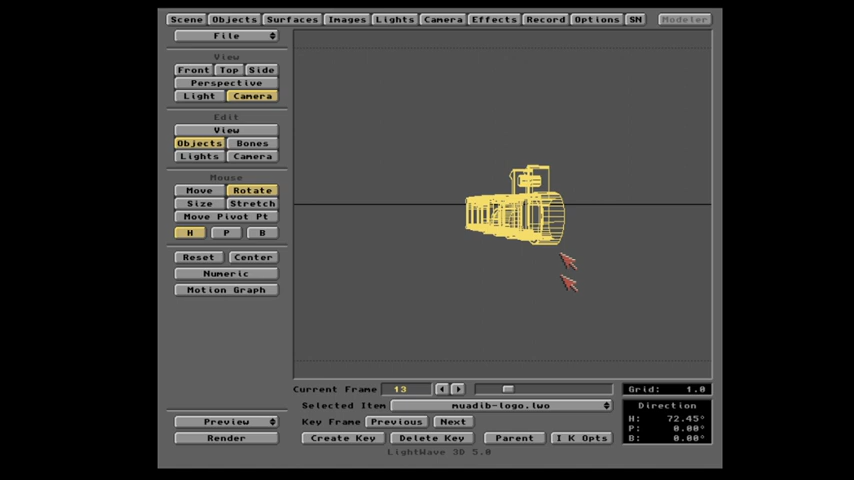 Scene Objects Surfaces Images Lights Camera Effects Record Options SN Modeler
File
View
Front Top Side
Perspective
Light Camera
Edit
View
Objects Bones
Lights Camera
Mouse
Move Rotate
Size Stretch
Move Pivot Pt
H P B
Reset Center
Numeric
Motion Graph
Current Frame 13 Grid: 1.0
Selected Item muadib-logo.lwo Direction
Preview Key Frame Previous Next H: 72.45°
P: 0.00°
Render Create Key Delete Key Parent I K Opts B: 0.00°
LightWave 3D 5.0